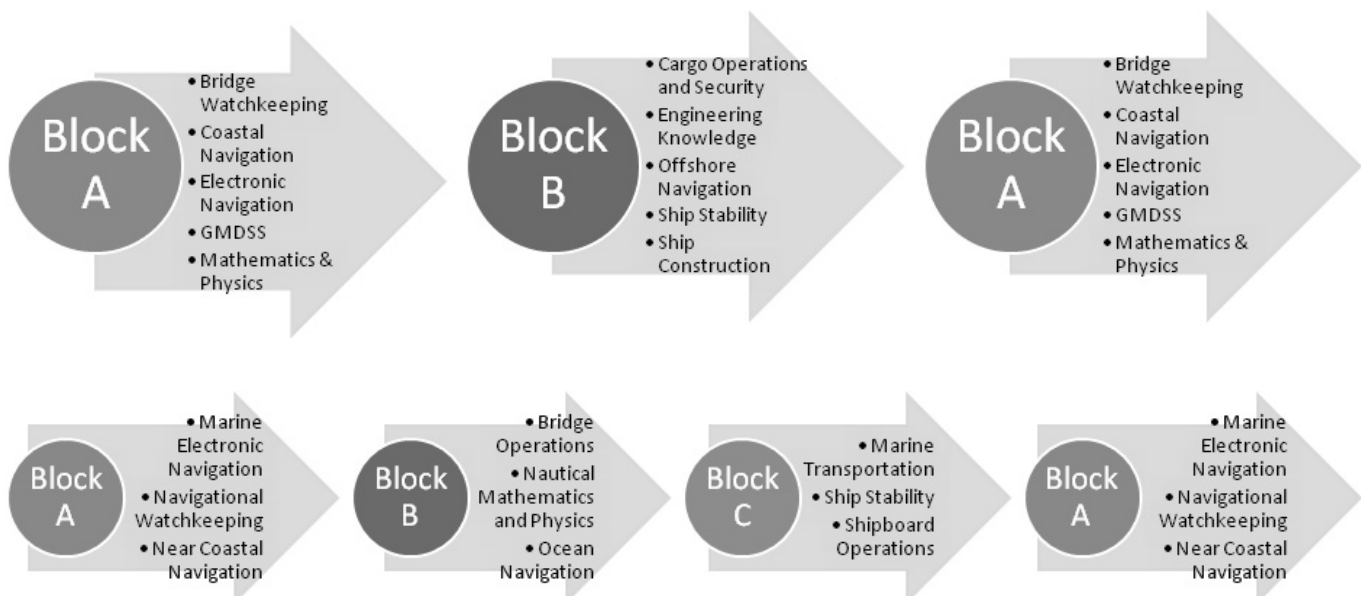 Block
A
• Bridge
Watchkeeping
• Coastal
Navigation
• Electronic
Navigation
• GMDSS
• Mathematics &
Physics
Block
B
• Cargo Operations
and Security
• Engineering
Knowledge
• Offshore
Navigation
• Ship Stability
• Ship
Construction
Block
A
• Bridge
Watchkeeping
• Coastal
Navigation
• Electronic
Navigation
• GMDSS
• Mathematics &
Physics
Block
A
• Marine
Electronic
Navigation
• Navigational
Watchkeeping
• Near Coastal
Navigation
Block
B
• Bridge
Operations
• Nautical
Mathematics
and Physics
• Ocean
Navigation
Block
C
• Marine
Transportation
• Ship Stability
• Shipboard
Operations
Block
A
• Marine
Electronic
Navigation
• Navigational
Watchkeeping
• Near Coastal
Navigation